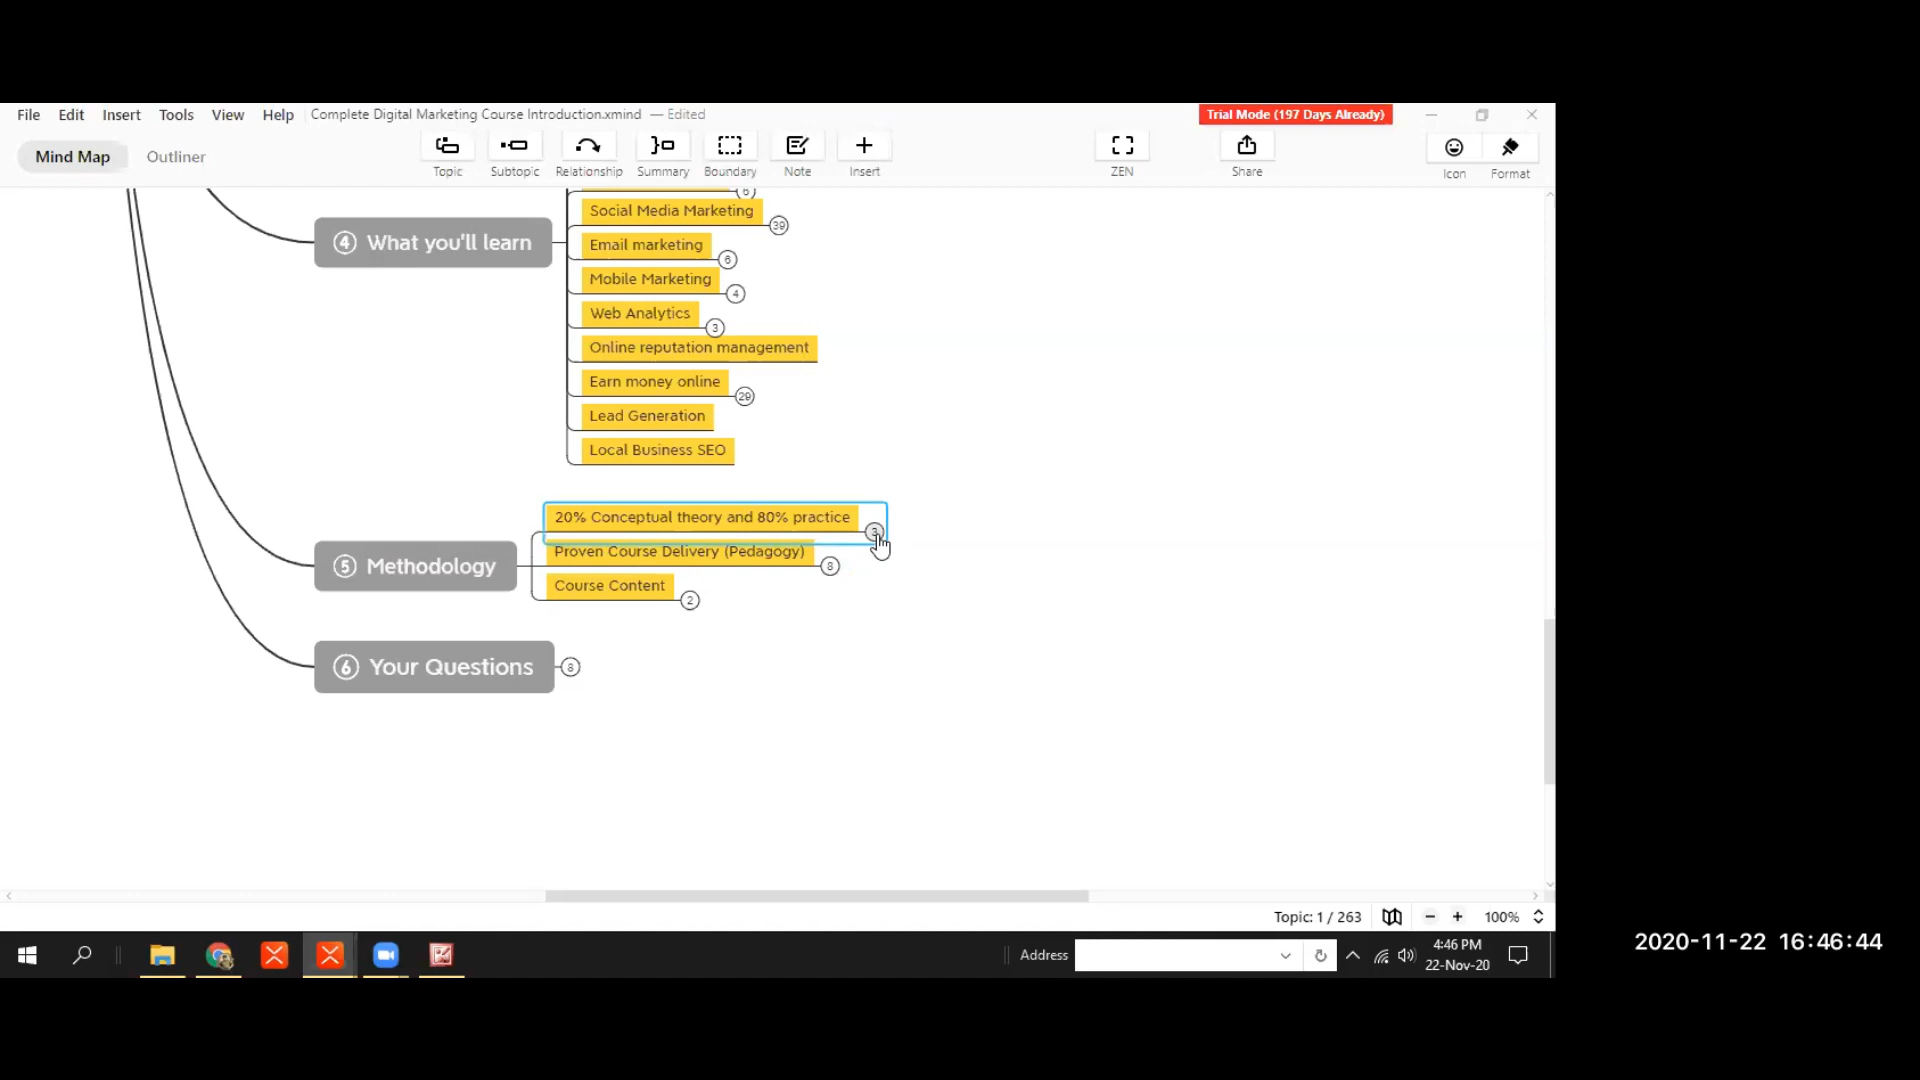 File Edit Insert Tools View Help Complete Digital Marketing Course Introduction.xmind — Edited Trial Mode (197 Days Already)
Mind Map Outliner
Topic Subtopic Relationship Summary Boundary Note Insert ZEN Share Icon Format
6
Social Media Marketing 39
4 What you'll learn
Email marketing 6
Mobile Marketing 4
Web Analytics 3
Online reputation management
Earn money online 29
Lead Generation
Local Business SEO
20% Conceptual theory and 80% practice 3
Proven Course Delivery (Pedagogy) 8
5 Methodology
Course Content 2
6 Your Questions 8
Topic: 1 / 263 100%
Address 4:46 PM
22-Nov-20
2020-11-22 16:46:44